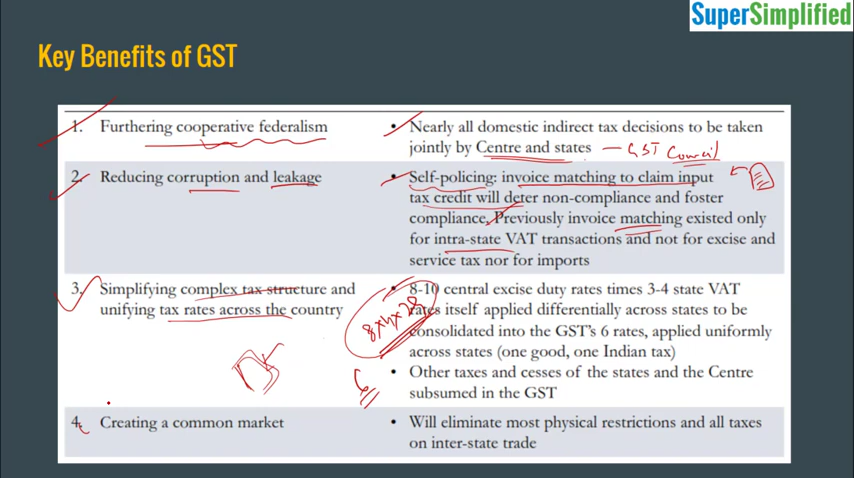 SuperSimplified
Key Benefits of GST
1. Furthering cooperative federalism
• Nearly all domestic indirect tax decisions to be taken
jointly by Centre and states — GST Council
2. Reducing corruption and leakage
• Self-policing: invoice matching to claim input
tax credit will deter non-compliance and foster
compliance. Previously invoice matching existed only
for intra-state VAT transactions and not for excise and
service tax nor for imports
3. Simplifying complex tax structure and
unifying tax rates across the country
• 8-10 central excise duty rates times 3-4 state VAT
rates itself applied differentially across states to be
consolidated into the GST's 6 rates, applied uniformly
across states (one good, one Indian tax)
• Other taxes and cesses of the states and the Centre
subsumed in the GST
8×4×28
6
4. Creating a common market
• Will eliminate most physical restrictions and all taxes
on inter-state trade